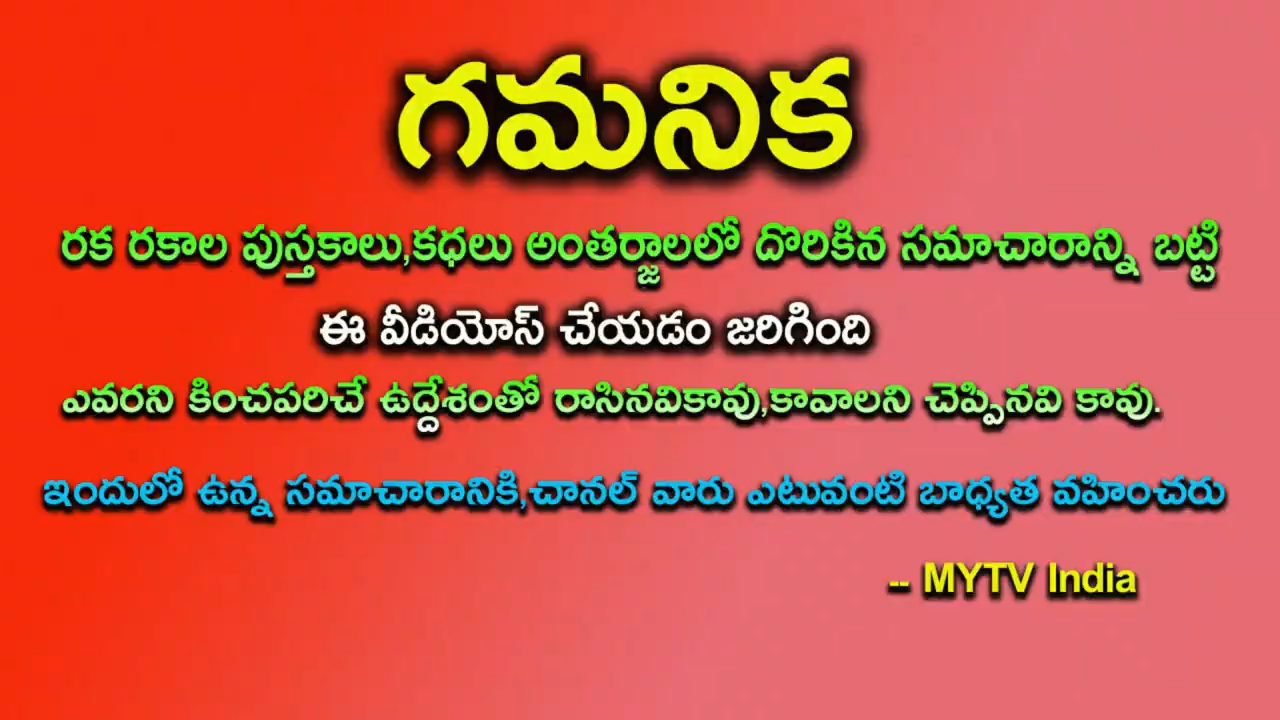 గమనిక
రక రకాల పుస్తకాలు,కధలు అంతర్జాలలో దొరికిన సమాచారాన్ని బట్టి
ఈ వీడియోస్ చేయడం జరిగింది
ఎవరని కించపరిచే ఉద్దేశంతో రాసినవికావు,కావాలని చెప్పినవి కావు.
ఇందులో ఉన్న సమాచారానికి,చానల్ వారు ఎటువంటి బాధ్యత వహించరు
-- MYTV India